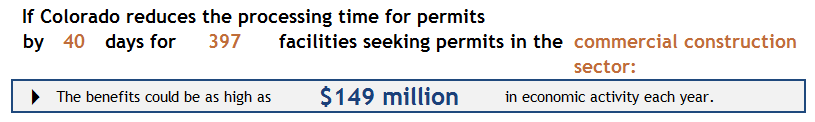 If Colorado reduces the processing time for permits
by 40 days for 397 facilities seeking permits in the commercial construction
sector:
The benefits could be as high as $149 million in economic activity each year.